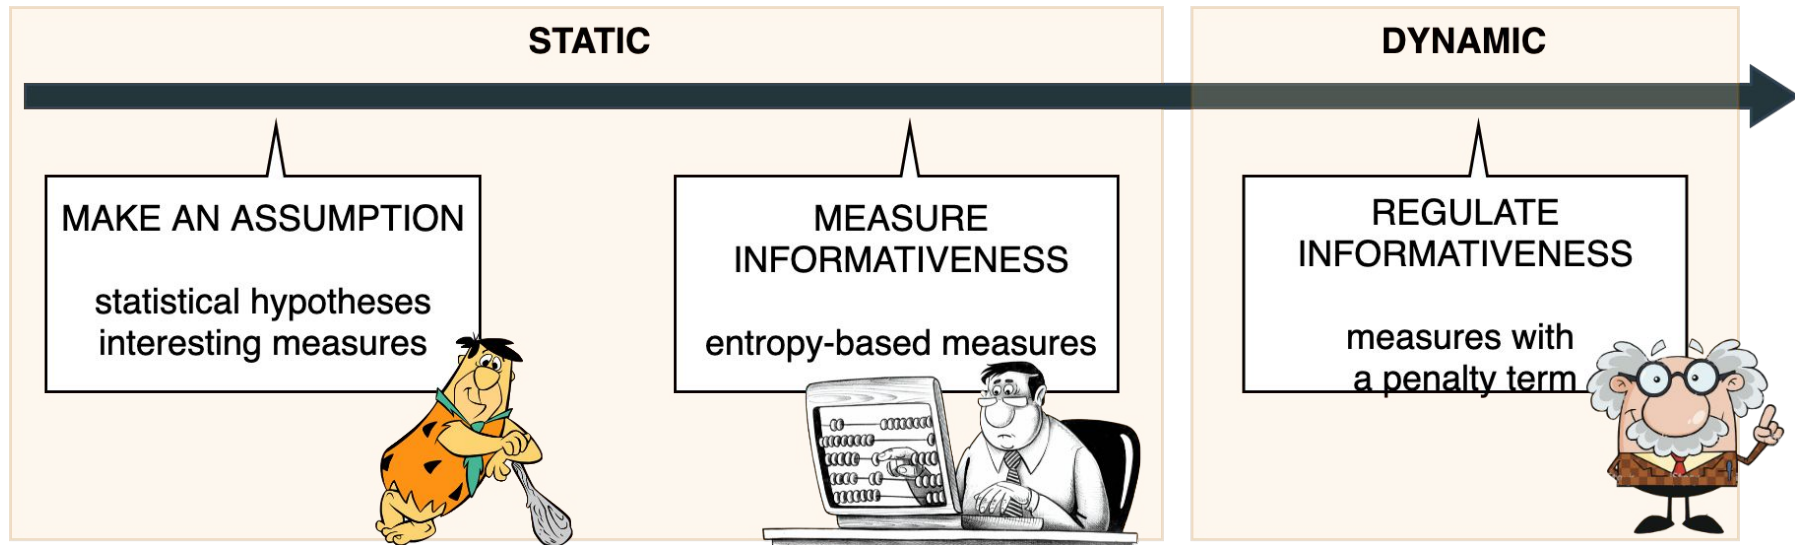 STATIC
DYNAMIC
MAKE AN ASSUMPTION
statistical hypotheses
interesting measures
MEASURE
INFORMATIVENESS
entropy-based measures
REGULATE
INFORMATIVENESS
measures with
a penalty term